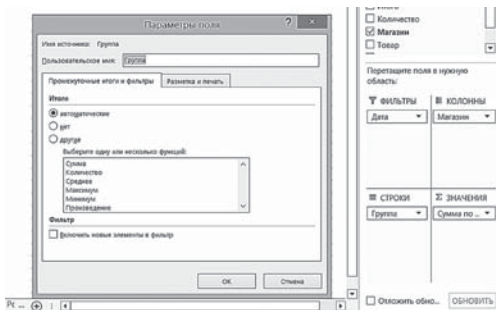 Параметры поля
?
Имя источника: Группа
Пользовательское имя: Группа
Промежуточные итоги и фильтры
Разметка и печать
Итоги
автоматические
нет
другие
Выберите одну или несколько функций:
Сумма
Количество
Среднее
Максимум
Минимум
Произведение
Фильтр
Включить новые элементы в фильтр
ОК
Отмена
Количество
Магазин
Товар
Перетащите поля в нужную
область:
ФИЛЬТРЫ
КОЛОННЫ
Дата
Магазин
СТРОКИ
Σ ЗНАЧЕНИЯ
Группа
Сумма по ...
Отложить обно...
ОБНОВИТЬ